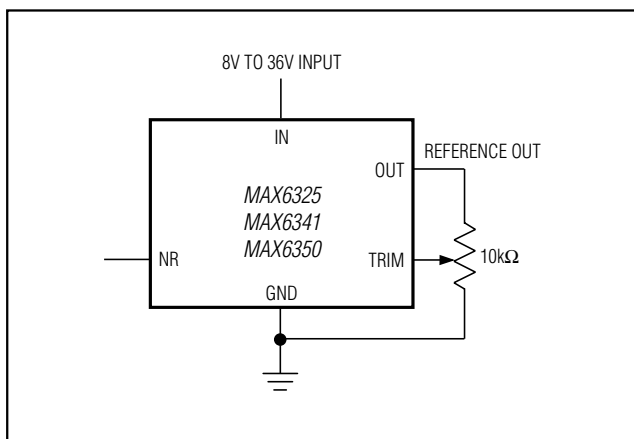 8V TO 36V INPUT
IN
REFERENCE OUT
OUT
MAX6325
MAX6341
MAX6350
NR
TRIM
10kΩ
GND